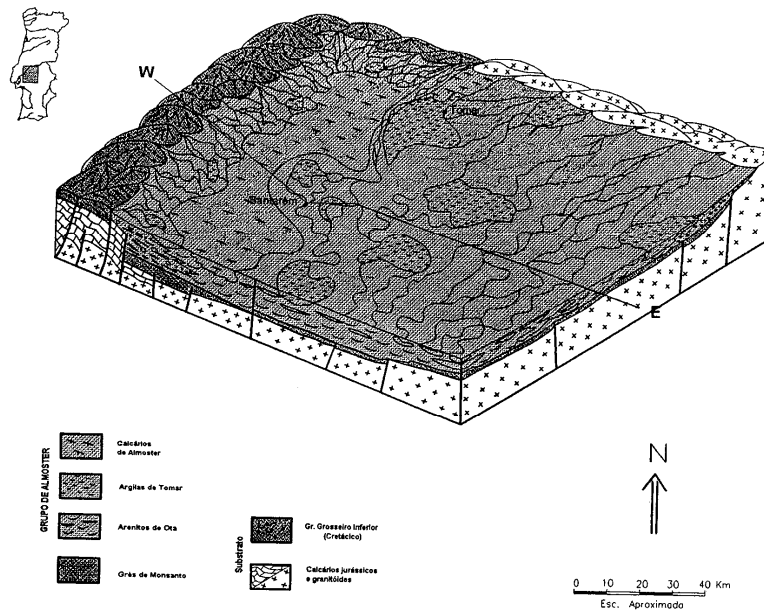 W
Tomar
Santarém
E
GRUPO DE ALMOSTER
Calcários
de Almoster
Argilas de Tomar
Arenitos de Ota
Grés de Monsanto
Substrato
Gr. Grosseiro Inferior
(Cretácico)
Calcários jurássicos
e granitóides
N
0 10 20 30 40 Km
Esc. Aproximada